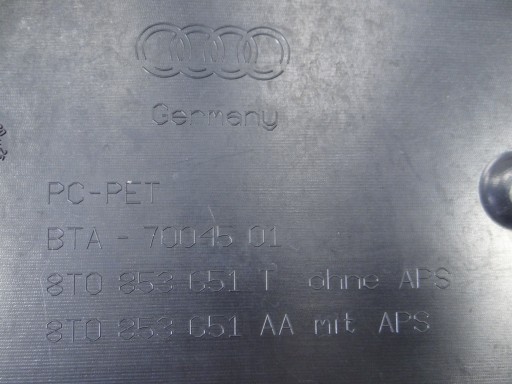 Germany
PC-PET
BTA - 70045 01
8T0 853 651 T ohne APS
8T0 853 651 AA mit APS